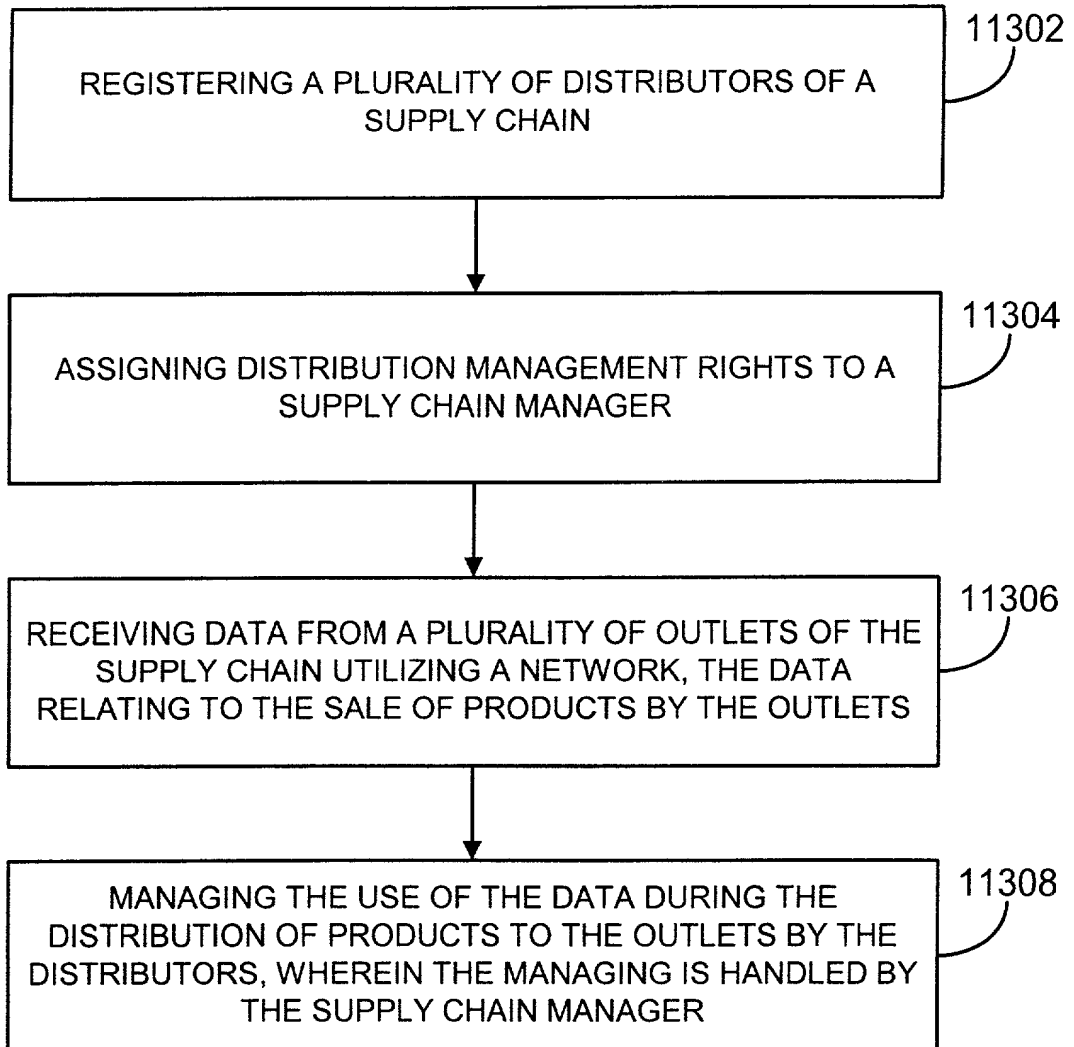 11302
REGISTERING A PLURALITY OF DISTRIBUTORS OF A
SUPPLY CHAIN
11304
ASSIGNING DISTRIBUTION MANAGEMENT RIGHTS TO A
SUPPLY CHAIN MANAGER
11306
RECEIVING DATA FROM A PLURALITY OF OUTLETS OF THE
SUPPLY CHAIN UTILIZING A NETWORK, THE DATA
RELATING TO THE SALE OF PRODUCTS BY THE OUTLETS
11308
MANAGING THE USE OF THE DATA DURING THE
DISTRIBUTION OF PRODUCTS TO THE OUTLETS BY THE
DISTRIBUTORS, WHEREIN THE MANAGING IS HANDLED BY
THE SUPPLY CHAIN MANAGER